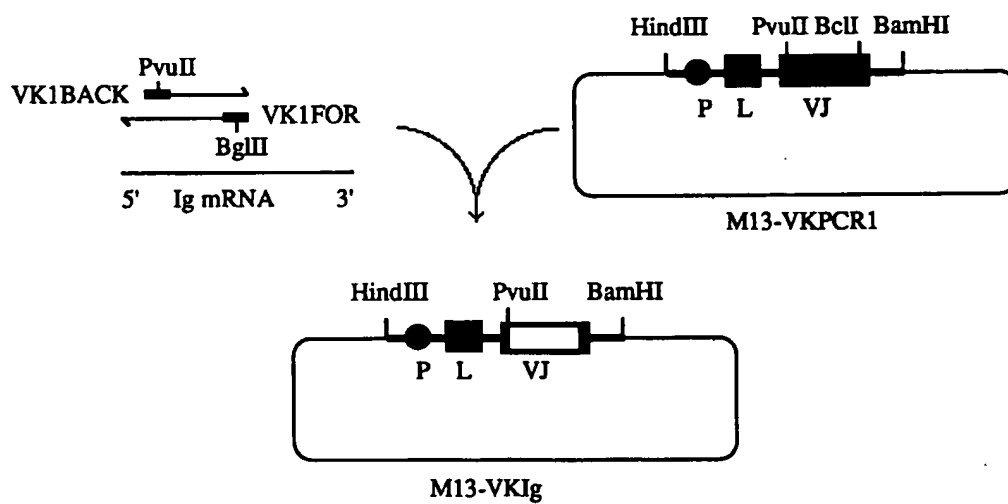 PvuII
VK1BACK
VK1FOR
BglII
5' Ig mRNA 3'
HindIII PvuII BclI BamHI
P L VJ
M13-VKPCR1
HindIII PvuII BamHI
P L VJ
M13-VKIg